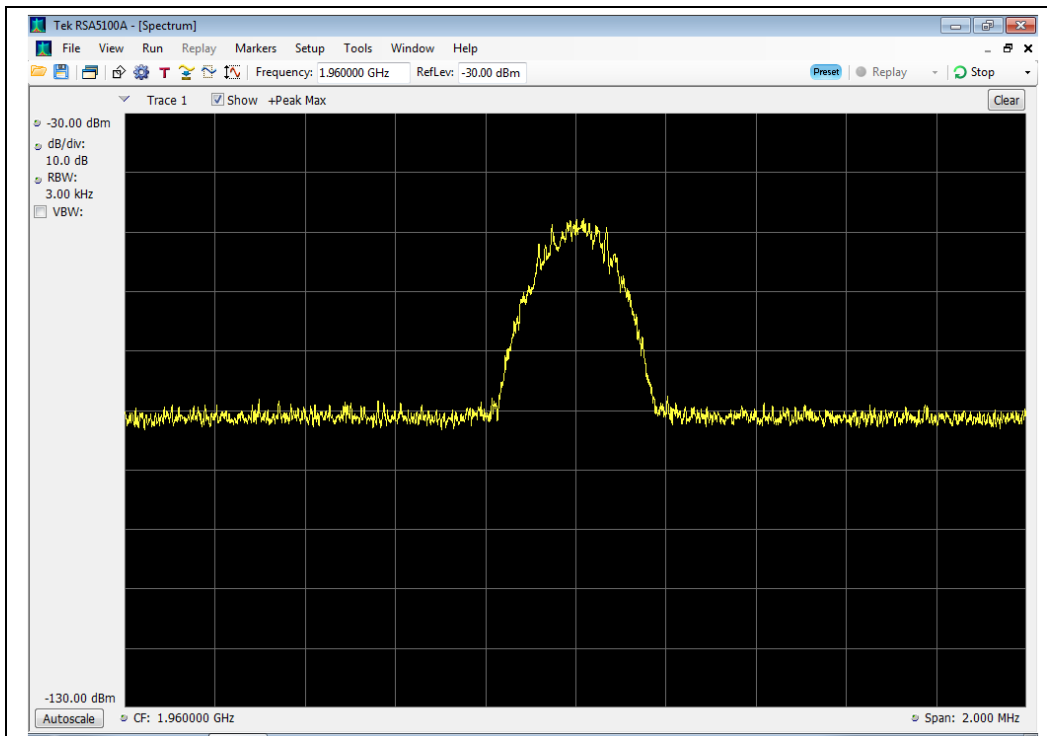 Tek RSA5100A - [Spectrum]
File View Run Replay Markers Setup Tools Window Help
T Frequency: 1.960000 GHz RefLev: -30.00 dBm Preset Replay Stop
Trace 1 Show +Peak Max Clear
-30.00 dBm
dB/div:
10.0 dB
RBW:
3.00 kHz
VBW:
-130.00 dBm
Autoscale CF: 1.960000 GHz Span: 2.000 MHz